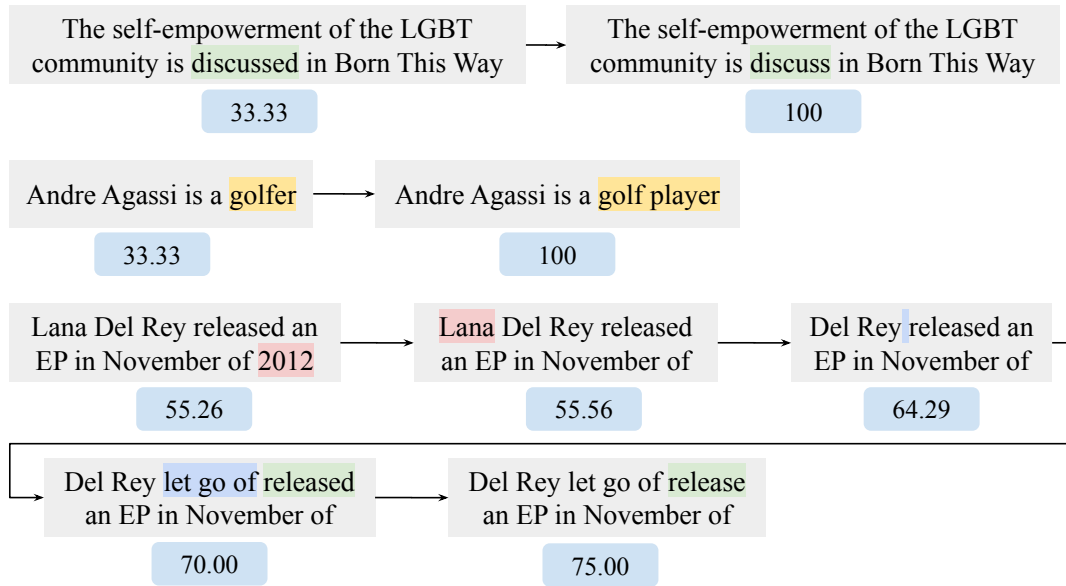 The self-empowerment of the LGBT
community is discussed in Born This Way
33.33
The self-empowerment of the LGBT
community is discuss in Born This Way
100
Andre Agassi is a golfer
33.33
Andre Agassi is a golf player
100
Lana Del Rey released an
EP in November of 2012
55.26
Lana Del Rey released
an EP in November of
55.56
Del Rey released an
EP in November of
64.29
Del Rey let go of released
an EP in November of
70.00
Del Rey let go of release
an EP in November of
75.00